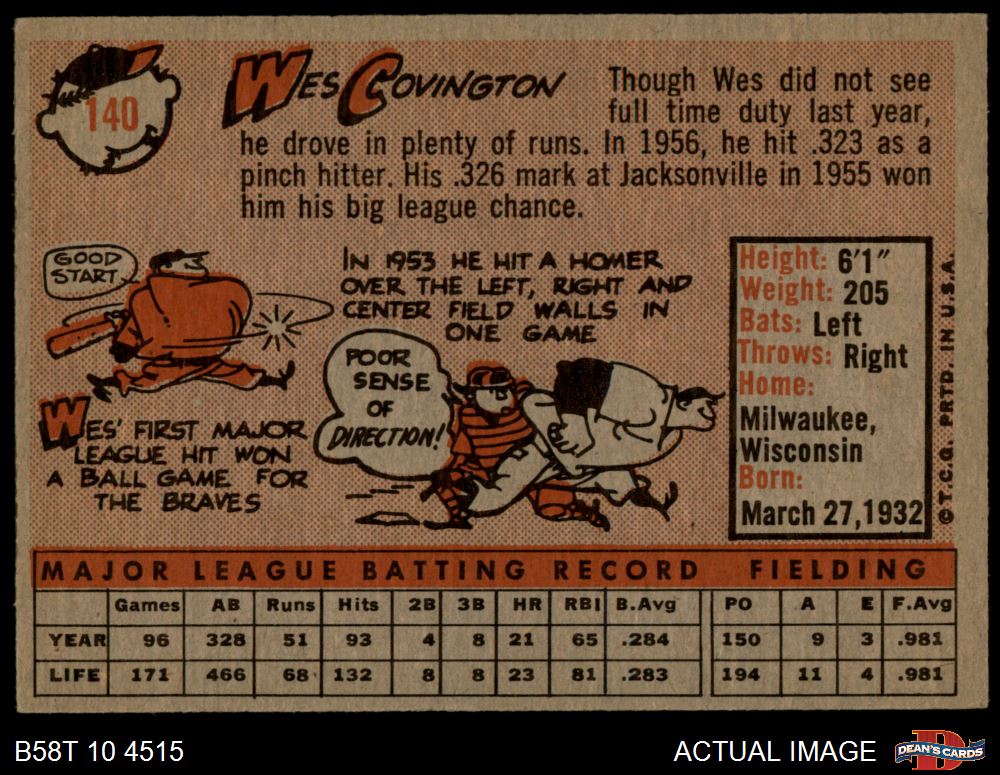 140
WES COVINGTON
Though Wes did not see
full time duty last year,
he drove in plenty of runs. In 1956, he hit .323 as a
pinch hitter. His .326 mark at Jacksonville in 1955 won
him his big league chance.
GOOD
START
WES' FIRST MAJOR
LEAGUE HIT WON
A BALL GAME FOR
THE BRAVES
IN 1953 HE HIT A HOMER
OVER THE LEFT, RIGHT AND
CENTER FIELD WALLS IN
ONE GAME
POOR
SENSE
OF
DIRECTION!
Height: 6'1"
Weight: 205
Bats: Left
Throws: Right
Home:
Milwaukee,
Wisconsin
Born:
March 27, 1932
© T.C.G. PRTD. IN U.S.A.
MAJOR LEAGUE BATTING RECORD FIELDING
Games AB Runs Hits 2B 3B HR RBI B.Avg PO A E F.Avg
YEAR 96 328 51 93 4 8 21 65 .284 150 9 3 .981
LIFE 171 466 68 132 8 8 23 81 .283 194 11 4 .981
B58T 10 4515
ACTUAL IMAGE
D
DEAN'S CARDS